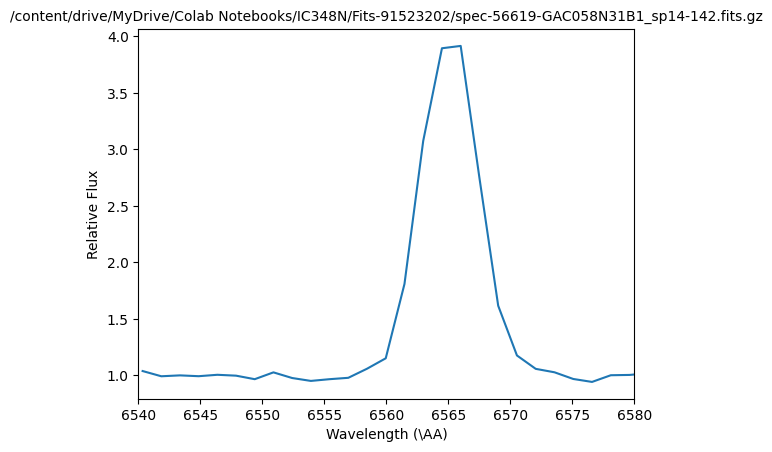 /content/drive/MyDrive/Colab Notebooks/IC348N/Fits-91523202/spec-56619-GAC058N31B1_sp14-142.fits.gz
4.0
3.5
3.0
2.5
2.0
1.5
1.0
Relative Flux
6540 6545 6550 6555 6560 6565 6570 6575 6580
Wavelength (\AA)